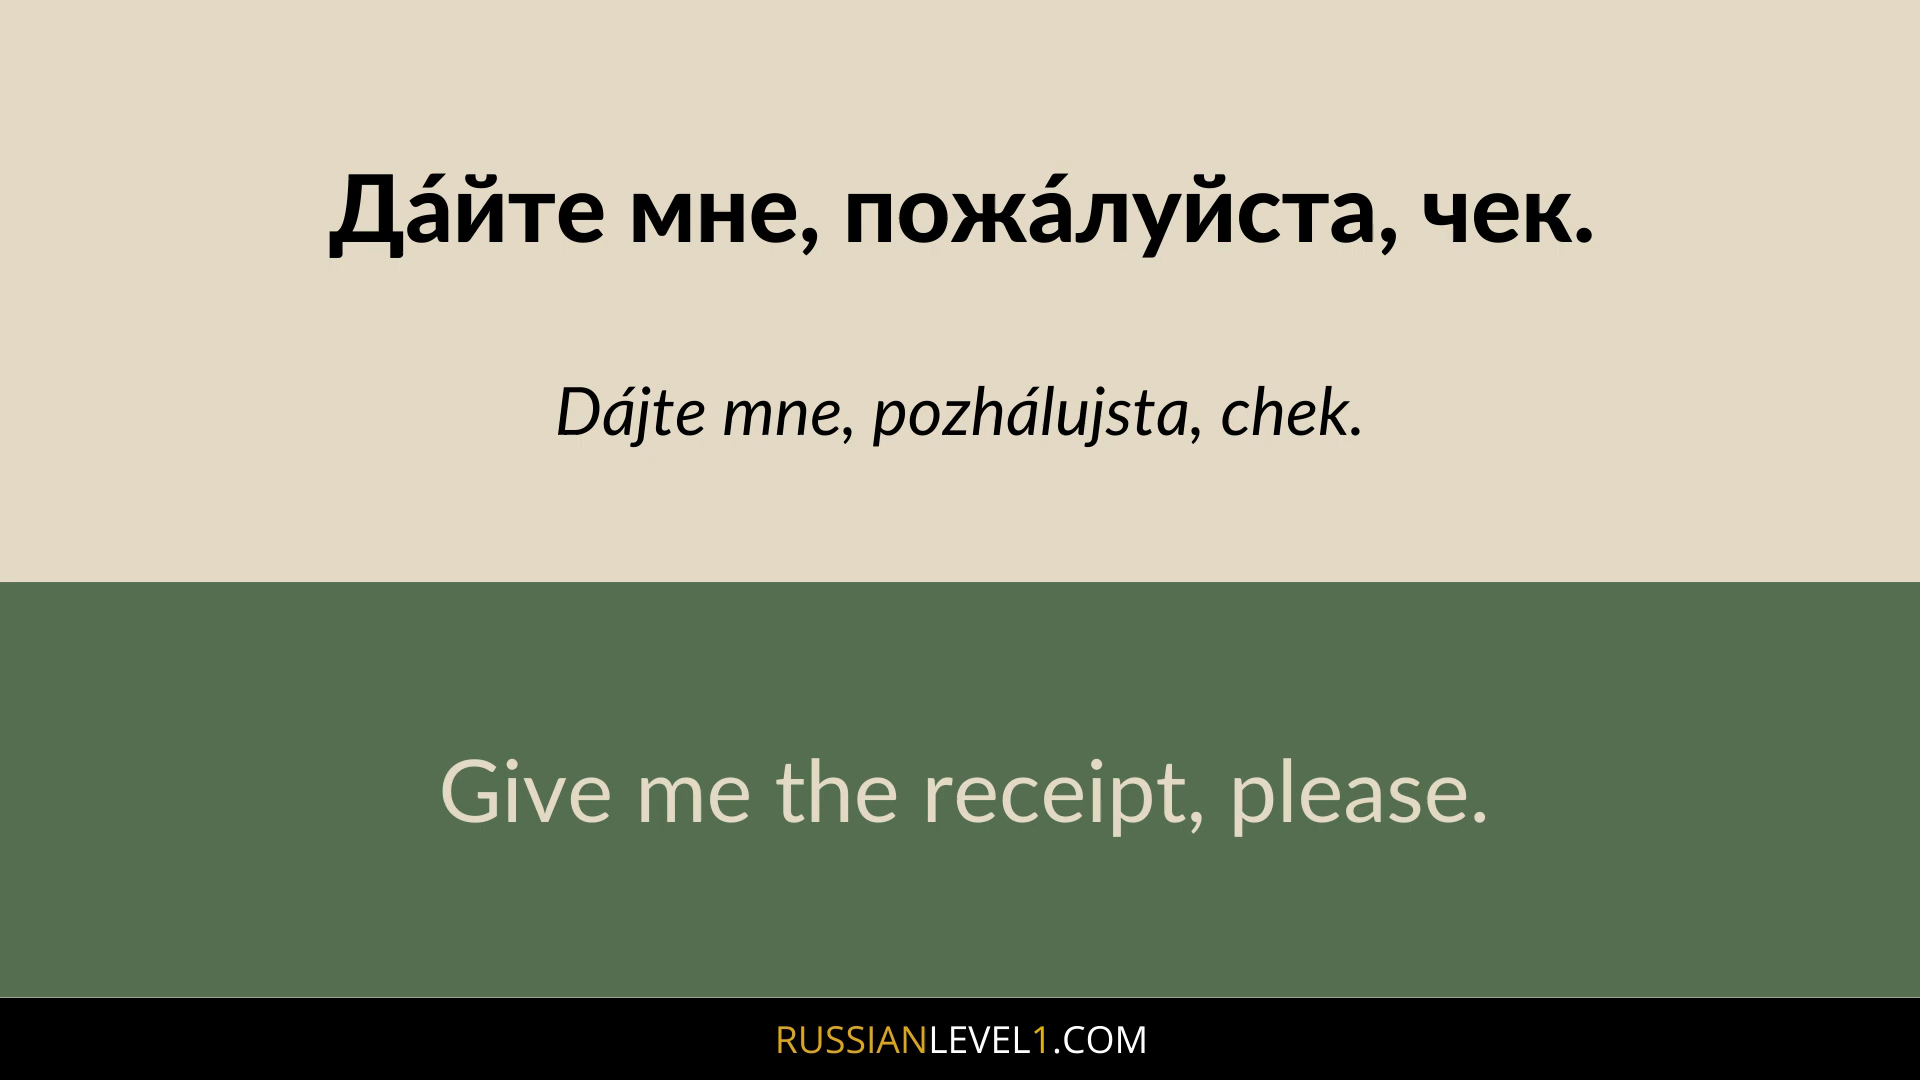 Да́йте мне, пожа́луйста, чек.
Dájte mne, pozhálujsta, chek.
Give me the receipt, please.
RUSSIANLEVEL1.COM